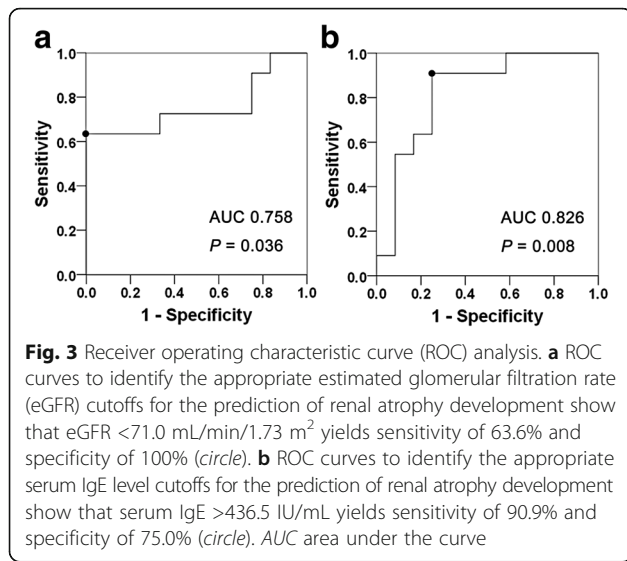 a
b
1.0
0.8
0.6
0.4
0.2
0.0
Sensitivity
AUC 0.758
P = 0.036
0.0 0.2 0.4 0.6 0.8 1.0
1 - Specificity
1.0
0.8
0.6
0.4
0.2
0.0
Sensitivity
AUC 0.826
P = 0.008
0.0 0.2 0.4 0.6 0.8 1.0
1 - Specificity
Fig. 3 Receiver operating characteristic curve (ROC) analysis. a ROC
curves to identify the appropriate estimated glomerular filtration rate
(eGFR) cutoffs for the prediction of renal atrophy development show
that eGFR <71.0 mL/min/1.73 m² yields sensitivity of 63.6% and
specificity of 100% (circle). b ROC curves to identify the appropriate
serum IgE level cutoffs for the prediction of renal atrophy development
show that serum IgE >436.5 IU/mL yields sensitivity of 90.9% and
specificity of 75.0% (circle). AUC area under the curve